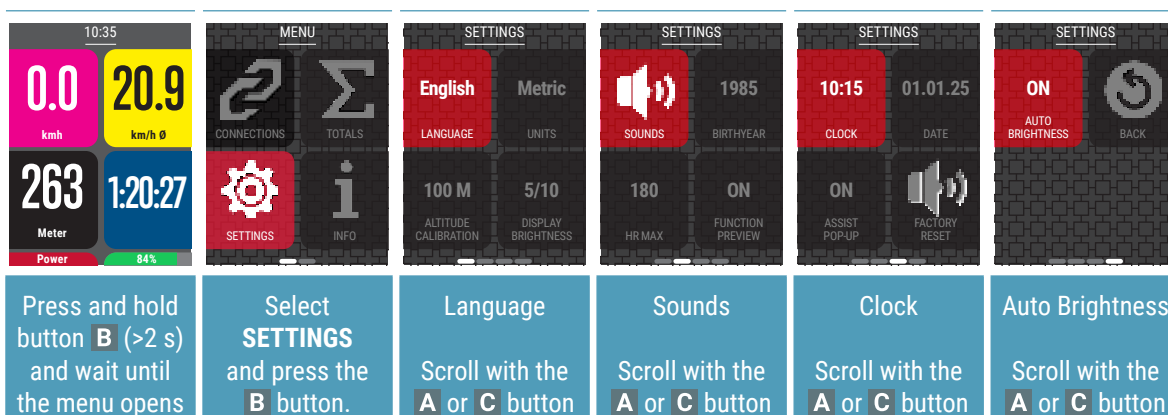 10:35
0.0
kmh
20.9
km/h Ø
263
Meter
1:20:27
Power
84%
Press and hold
button B (>2 s)
and wait until
the menu opens
MENU
CONNECTIONS
TOTALS
SETTINGS
INFO
Select
SETTINGS
and press the
B button.
SETTINGS
English
LANGUAGE
Metric
UNITS
100 M
ALTITUDE
CALIBRATION
5/10
DISPLAY
BRIGHTNESS
Language
Scroll with the
A or C button
SETTINGS
SOUNDS
1985
BIRTHYEAR
180
HR MAX
ON
FUNCTION
PREVIEW
Sounds
Scroll with the
A or C button
SETTINGS
10:15
CLOCK
01.01.25
DATE
ON
ASSIST
POP-UP
FACTORY
RESET
Clock
Scroll with the
A or C button
SETTINGS
ON
AUTO
BRIGHTNESS
BACK
Auto Brightness
Scroll with the
A or C button